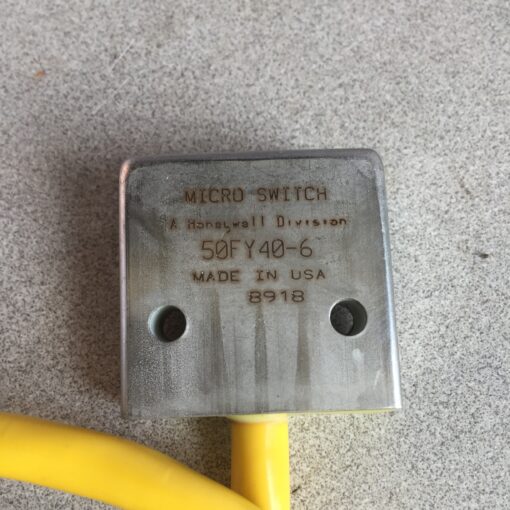 MICRO SWITCH
A Honeywell Division
50FY40-6
MADE IN USA
8918